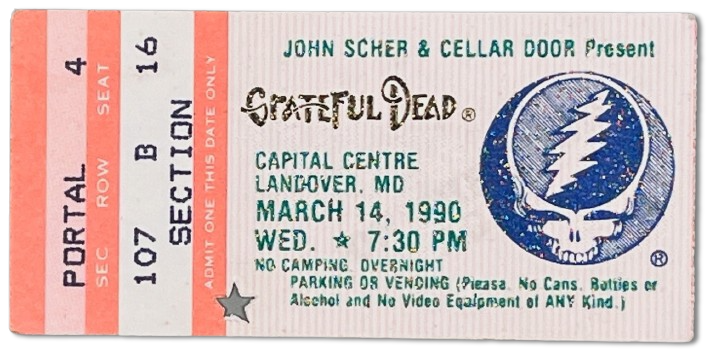 PORTAL 4
SEC ROW SEAT
107 B 16
SECTION
ADMIT ONE THIS DATE ONLY
JOHN SCHER & CELLAR DOOR Present
GRATEFUL DEAD ®
CAPITAL CENTRE
LANDOVER, MD
MARCH 14, 1990
WED. ★ 7:30 PM
NO CAMPING, OVERNIGHT
PARKING OR VENDING (Please, No Cans, Bottles or
Alcohol and No Video Equipment of ANY Kind.)
®